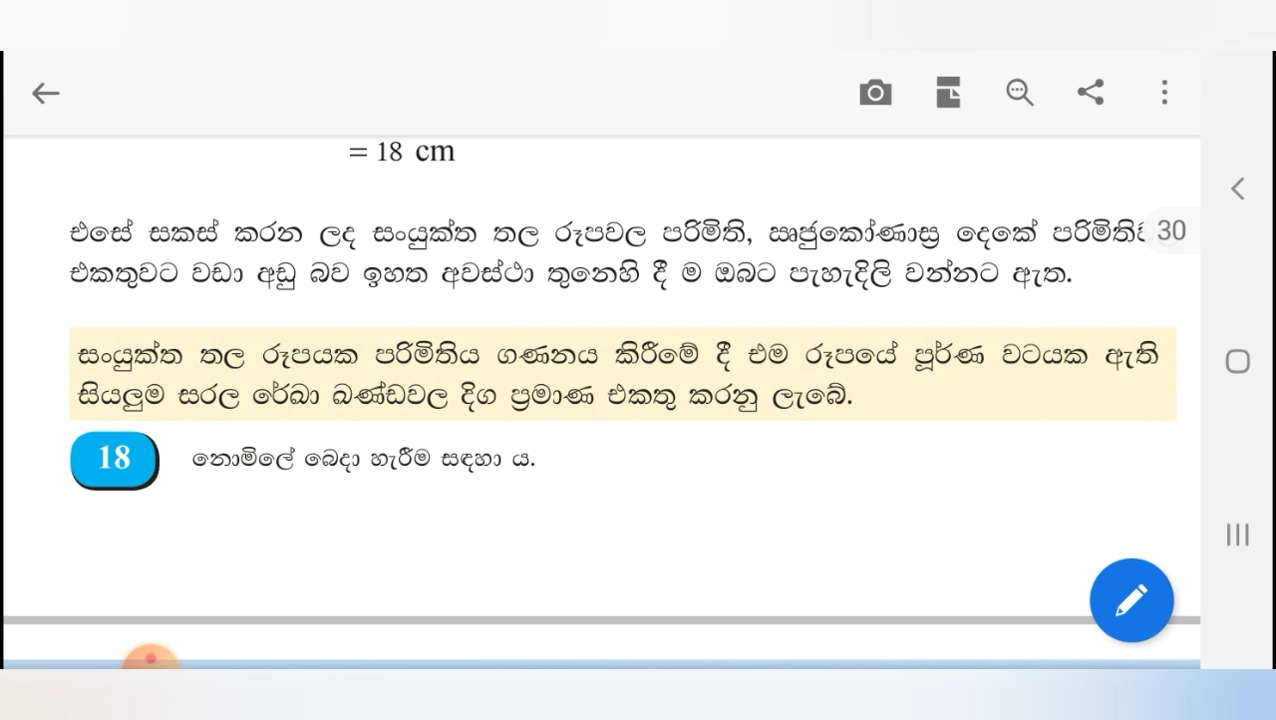 = 18 cm
එසේ සකස් කරන ලද සංයුක්ත තල රූපවල පරිමිති, ඍජුකෝණාස්‍ර දෙකේ
30
එකතුවට වඩා අඩු බව ඉහත අවස්ථා තුනෙහි දී ම ඔබට පැහැදිලි වන්නට ඇත.
සංයුක්ත තල රූපයක පරිමිතිය ගණනය කිරීමේ දී එම රූපයේ පූර්ණ වටයක ඇති
සියලුම සරල රේඛා ඛණ්ඩවල දිග ප්‍රමාණ එකතු කරනු ලැබේ.
18 නොමිලේ බෙදා හැරීම සඳහා ය.